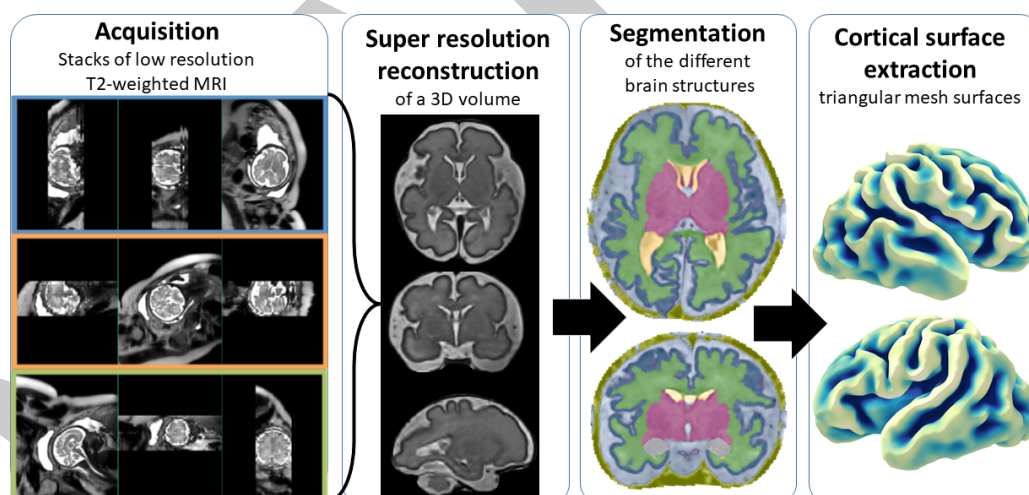 Acquisition
Stacks of low resolution
T2-weighted MRI
Super resolution
reconstruction
of a 3D volume
Segmentation
of the different
brain structures
Cortical surface
extraction
triangular mesh surfaces